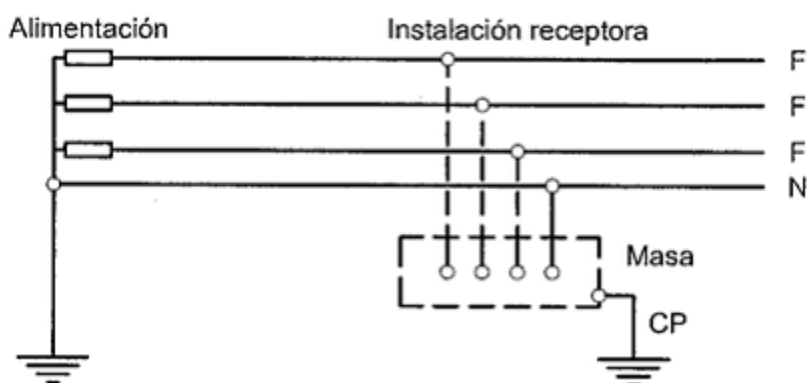 Alimentación
Instalación receptora
F
F
F
N
Masa
CP